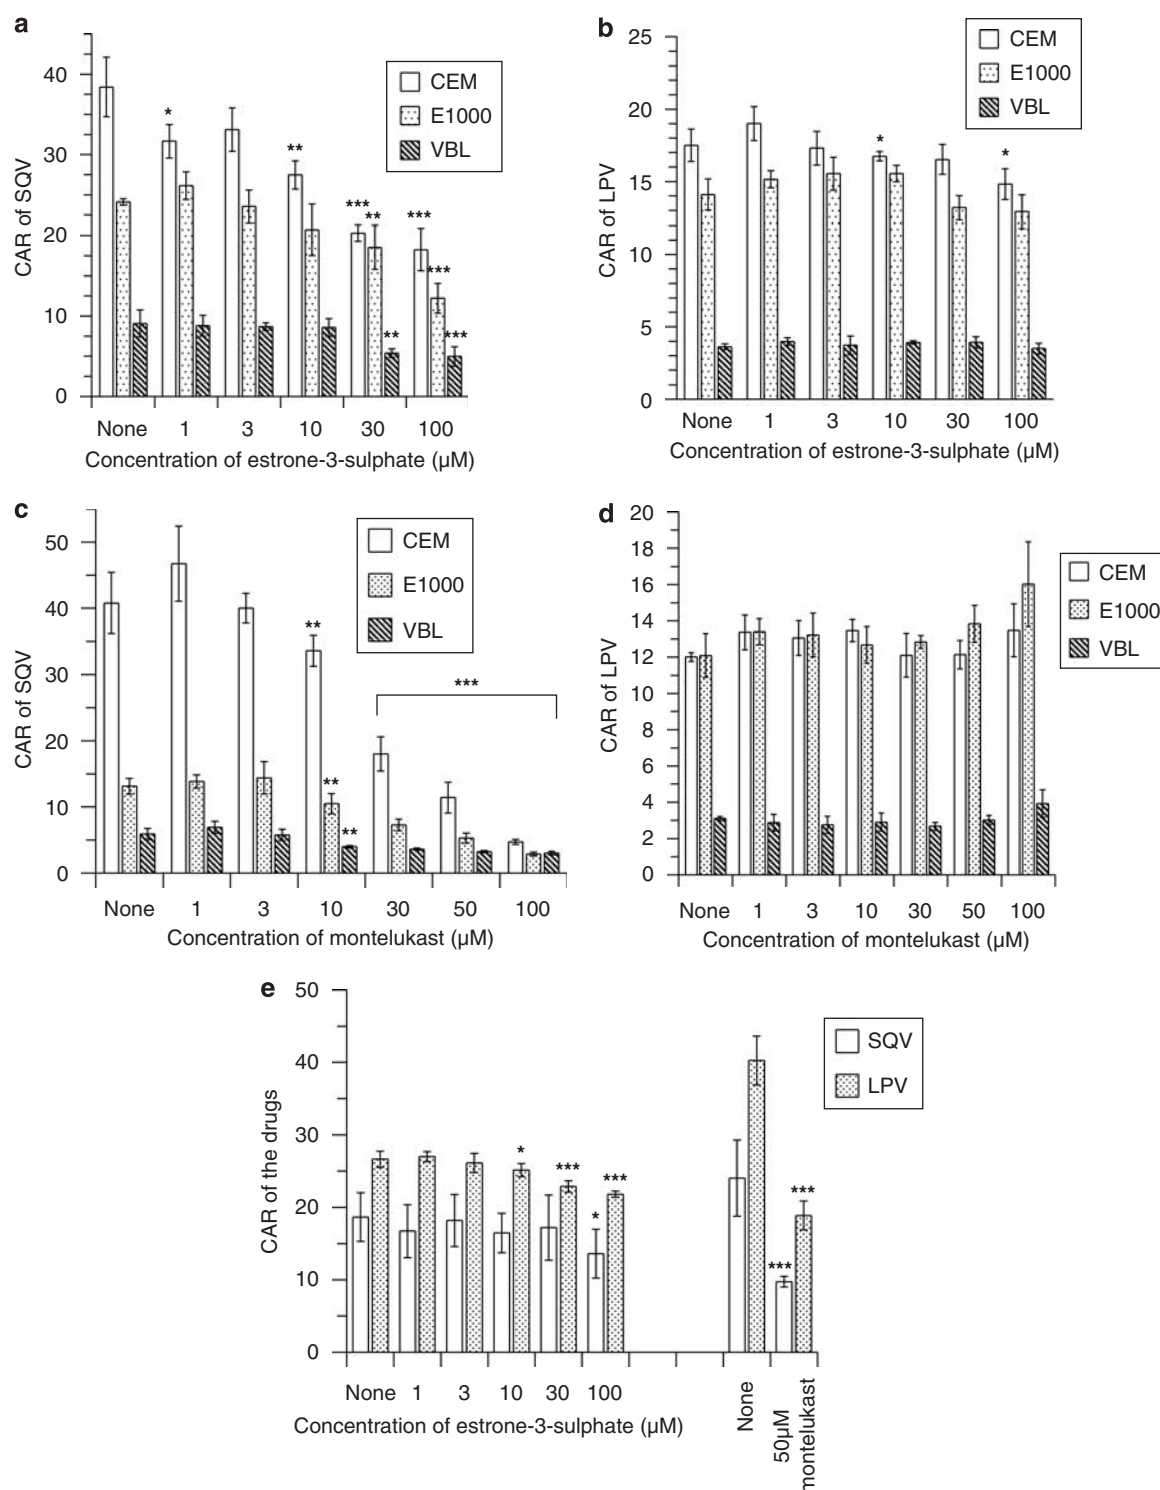 a
CAR of SQV
40
30
20
10
0
CEM
E1000
VBL
*
**
***
**
**
***
***
***
None 1 3 10 30 100
Concentration of estrone-3-sulphate (µM)
b
CAR of LPV
25
20
15
10
5
0
CEM
E1000
VBL
*
*
None 1 3 10 30 100
Concentration of estrone-3-sulphate (µM)
c
CAR of SQV
50
40
30
20
10
0
CEM
E1000
VBL
**
**
**
***
None 1 3 10 30 50 100
Concentration of montelukast (µM)
d
CAR of LPV
20
18
16
14
12
10
8
6
4
2
0
CEM
E1000
VBL
None 1 3 10 30 50 100
Concentration of montelukast (µM)
e
CAR of the drugs
50
40
30
20
10
0
SQV
LPV
*
***
*
***
***
***
None 1 3 10 30 100
Concentration of estrone-3-sulphate (µM)
None
50µM
montelukast